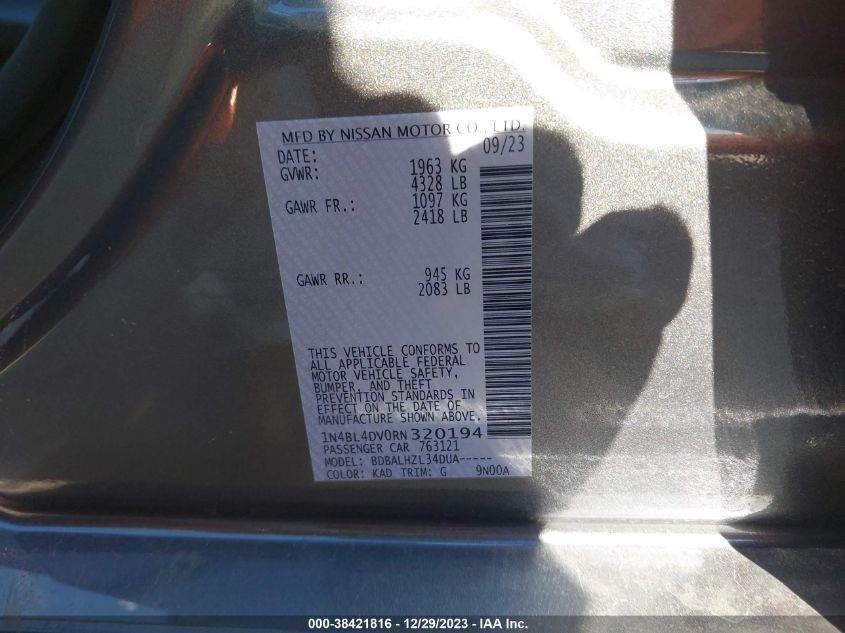 MFD BY NISSAN MOTOR CO., LTD.
DATE: 09/23
GVWR: 1963 KG
4328 LB
GAWR FR.: 1097 KG
2418 LB
GAWR RR.: 945 KG
2083 LB
THIS VEHICLE CONFORMS TO
ALL APPLICABLE FEDERAL
MOTOR VEHICLE SAFETY,
BUMPER, AND THEFT
PREVENTION STANDARDS IN
EFFECT ON THE DATE OF
MANUFACTURE SHOWN ABOVE.
1N4BL4DV0RN320194
PASSENGER CAR 763121
MODEL: BDBALHZL34DUA-----
COLOR: KAD TRIM: G 9N00A
000-38421816 - 12/29/2023 - IAA Inc.